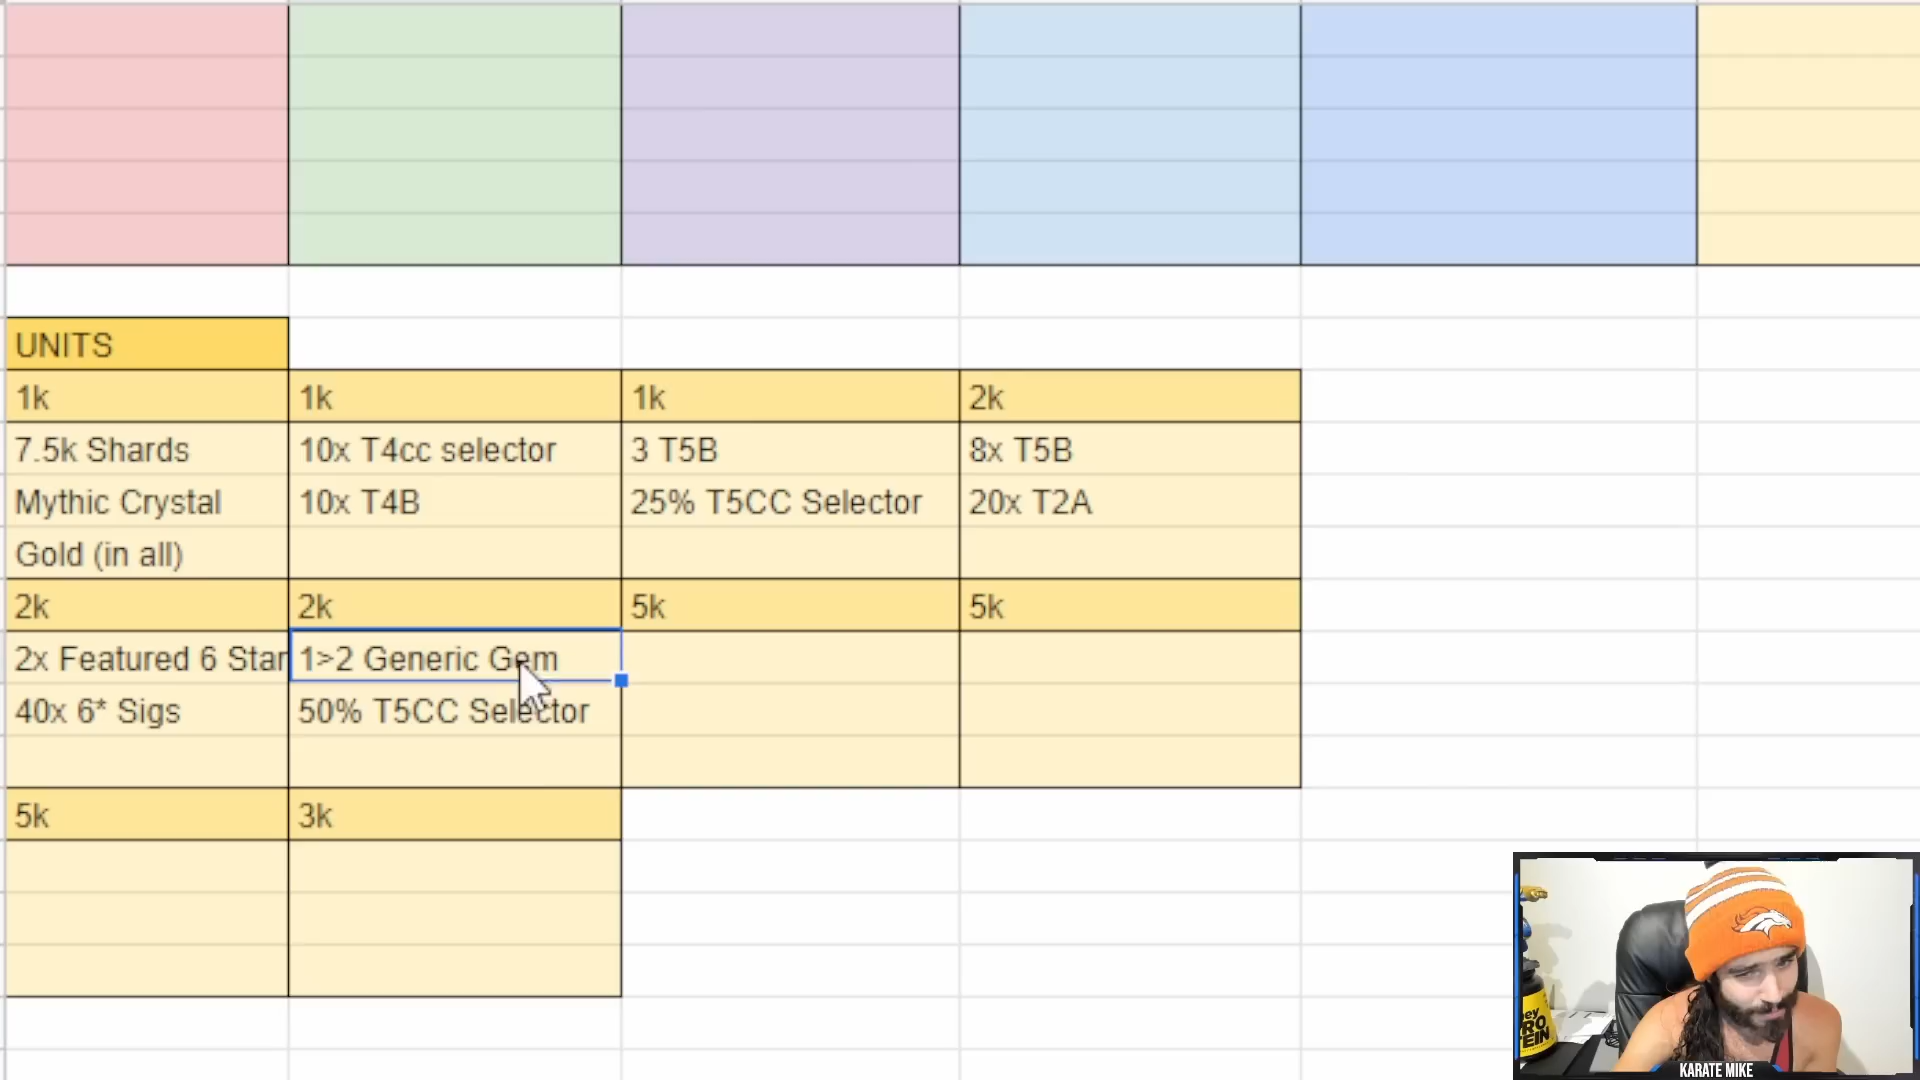 UNITS
1k 1k 1k 2k
7.5k Shards 10x T4cc selector 3 T5B 8x T5B
Mythic Crystal 10x T4B 25% T5CC Selector 20x T2A
Gold (in all)
2k 2k 5k 5k
2x Featured 6 Star 1>2 Generic Gem
40x 6* Sigs 50% T5CC Selector
5k 3k
KARATE MIKE